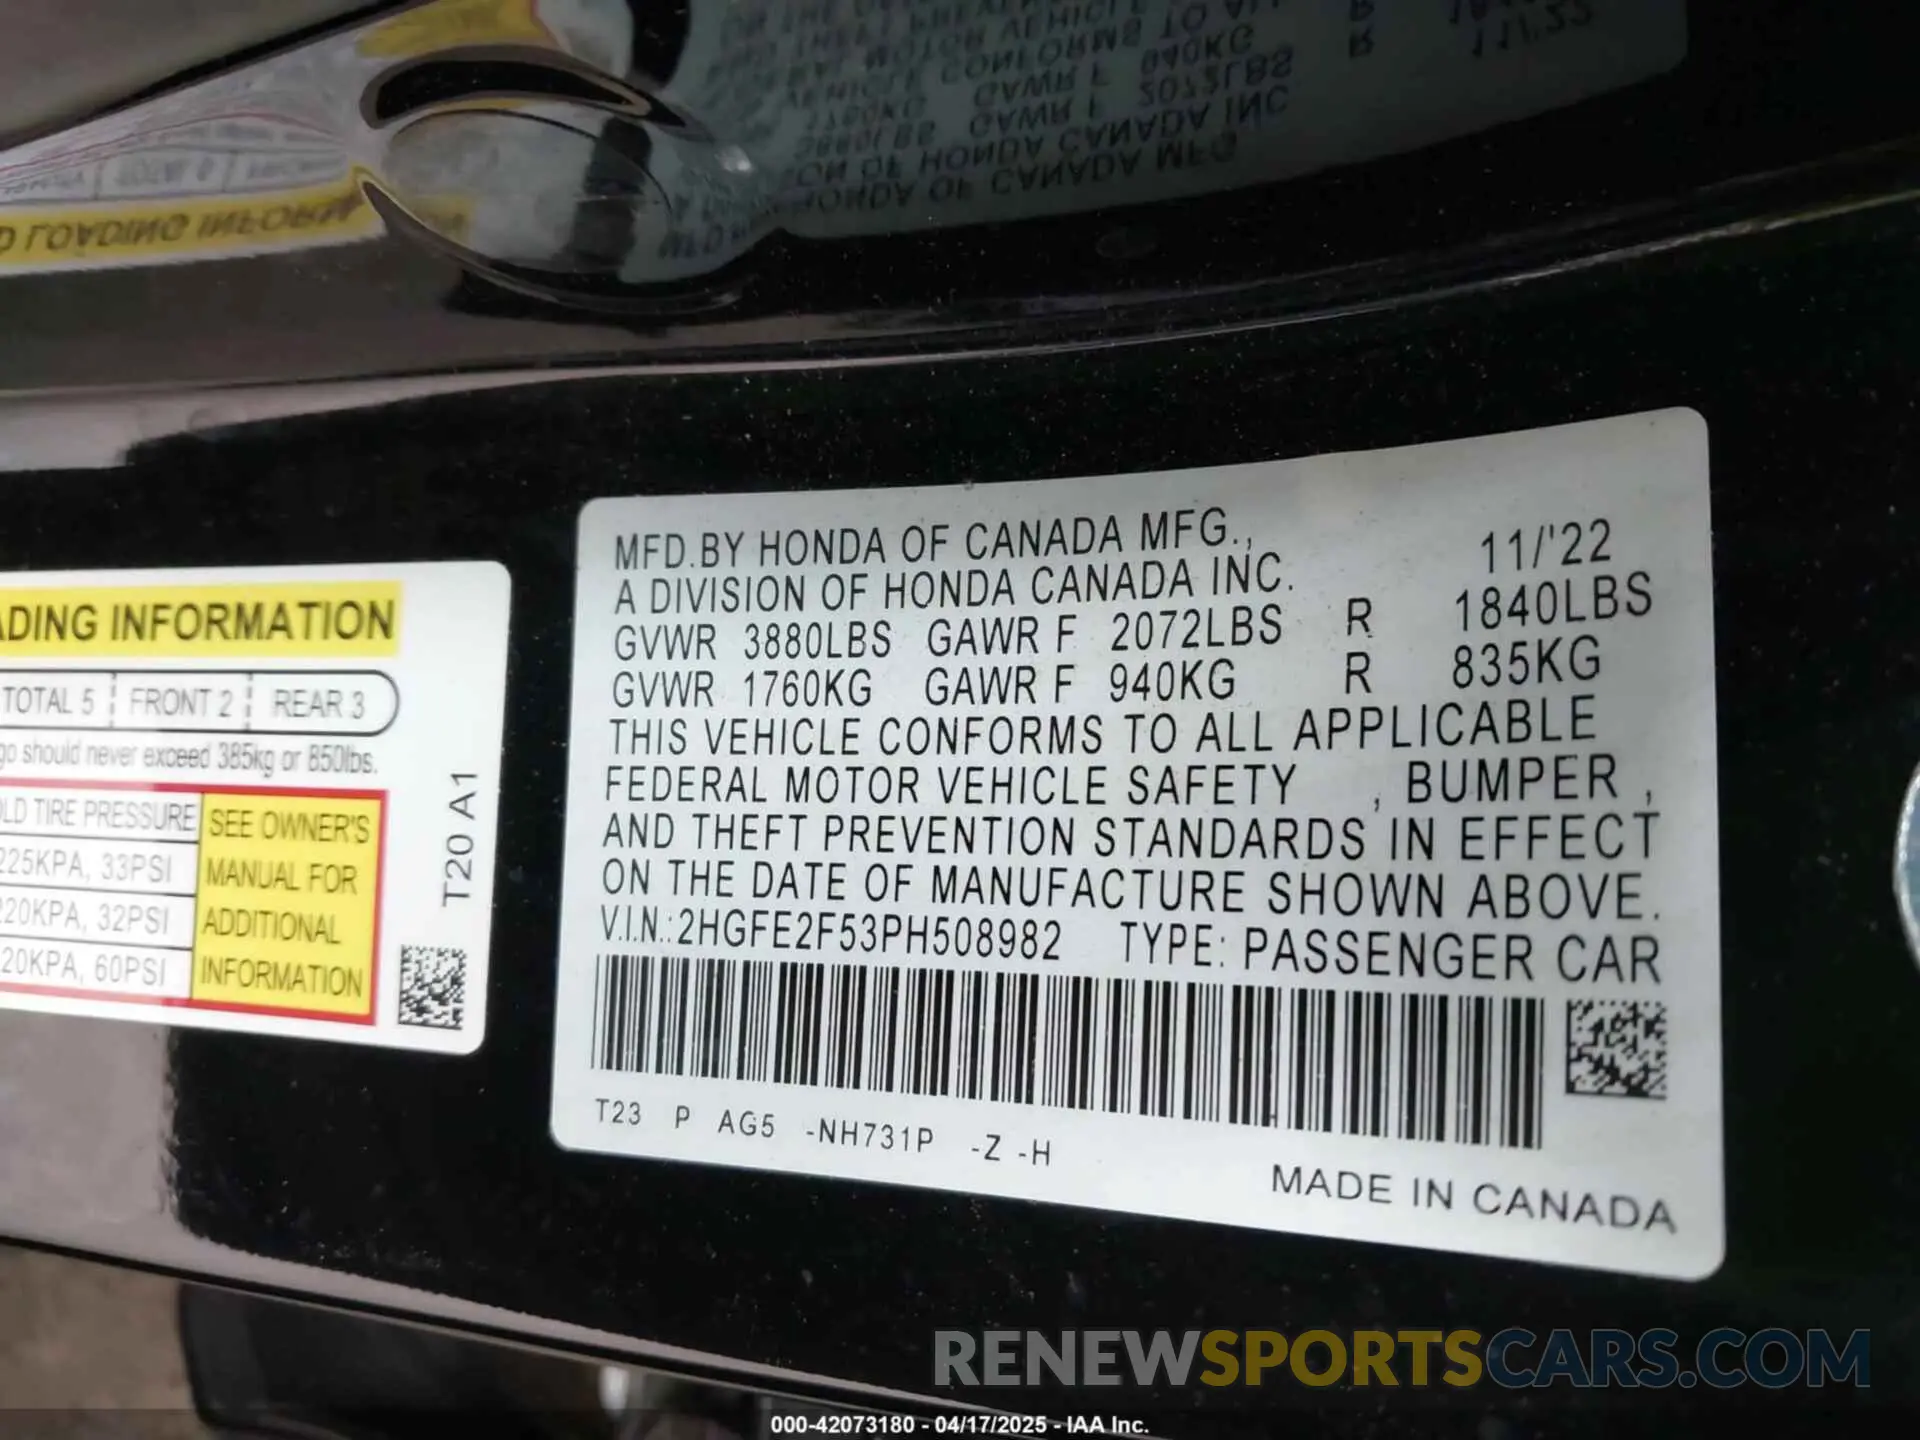 ADING INFORMATION
TOTAL 5 FRONT 2 REAR 3
go should never exceed 385kg or 850lbs.
LD TIRE PRESSURE
225KPA, 33PSI
220KPA, 32PSI
20KPA, 60PSI
SEE OWNER'S
MANUAL FOR
ADDITIONAL
INFORMATION
T20 A1
MFD.BY HONDA OF CANADA MFG., 11/'22
A DIVISION OF HONDA CANADA INC.
GVWR 3880LBS GAWR F 2072LBS R 1840LBS
GVWR 1760KG GAWR F 940KG R 835KG
THIS VEHICLE CONFORMS TO ALL APPLICABLE
FEDERAL MOTOR VEHICLE SAFETY , BUMPER ,
AND THEFT PREVENTION STANDARDS IN EFFECT
ON THE DATE OF MANUFACTURE SHOWN ABOVE.
V.I.N.:2HGFE2F53PH508982 TYPE: PASSENGER CAR
T23 P AG5 -NH731P -Z -H
MADE IN CANADA
RENEWSPORTSCARS.COM
000-42073180 - 04/17/2025 - IAA Inc.